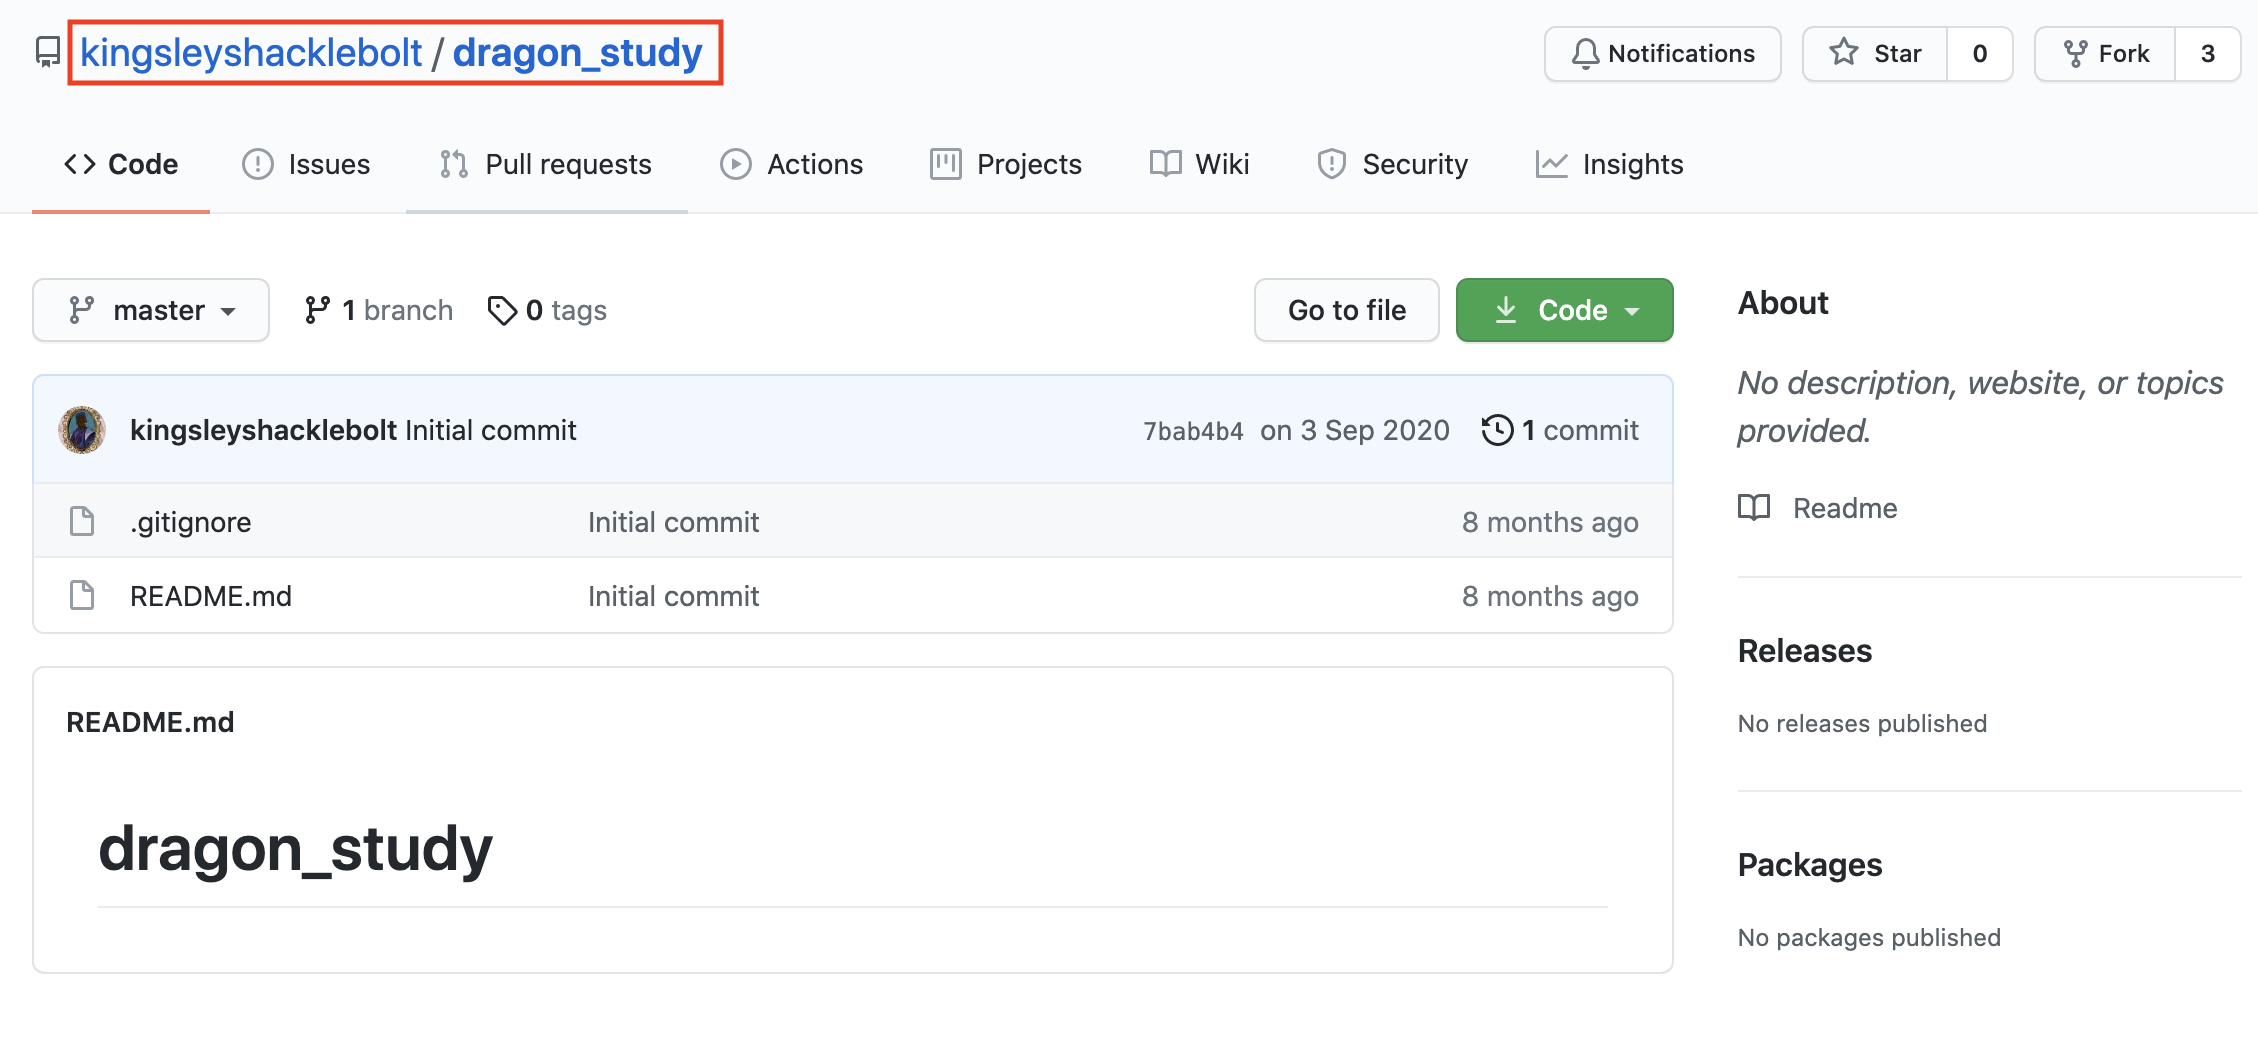 kingsleyshacklebolt / dragon_study
Notifications
Star 0
Fork 3
Code
Issues
Pull requests
Actions
Projects
Wiki
Security
Insights
master
1 branch
0 tags
Go to file
Code
kingsleyshacklebolt Initial commit 7bab4b4 on 3 Sep 2020 1 commit
.gitignore Initial commit 8 months ago
README.md Initial commit 8 months ago
README.md
dragon_study
About
No description, website, or topics
provided.
Readme
Releases
No releases published
Packages
No packages published